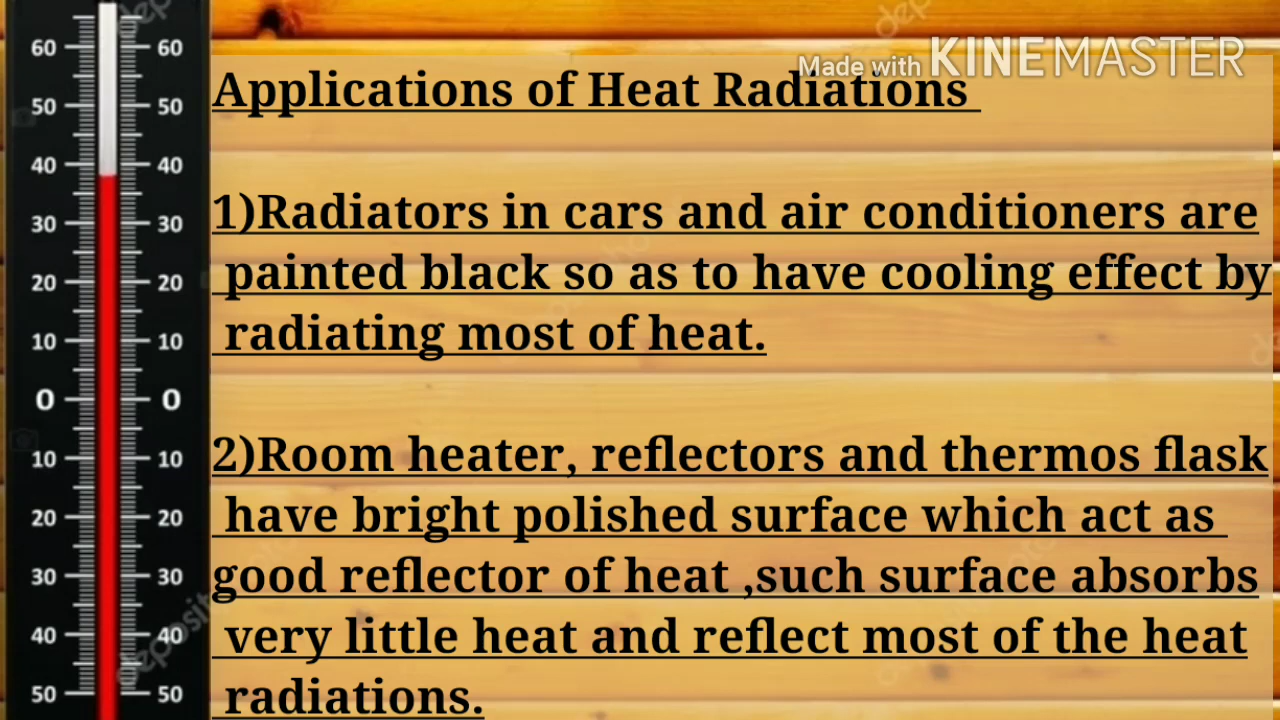 Made with KINEMASTER
Applications of Heat Radiations
1)Radiators in cars and air conditioners are
painted black so as to have cooling effect by
radiating most of heat.
2)Room heater, reflectors and thermos flask
have bright polished surface which act as
good reflector of heat ,such surface absorbs
very little heat and reflect most of the heat
radiations.
60 60
50 50
40 40
30 30
20 20
10 10
0 0
10 10
20 20
30 30
40 40
50 50